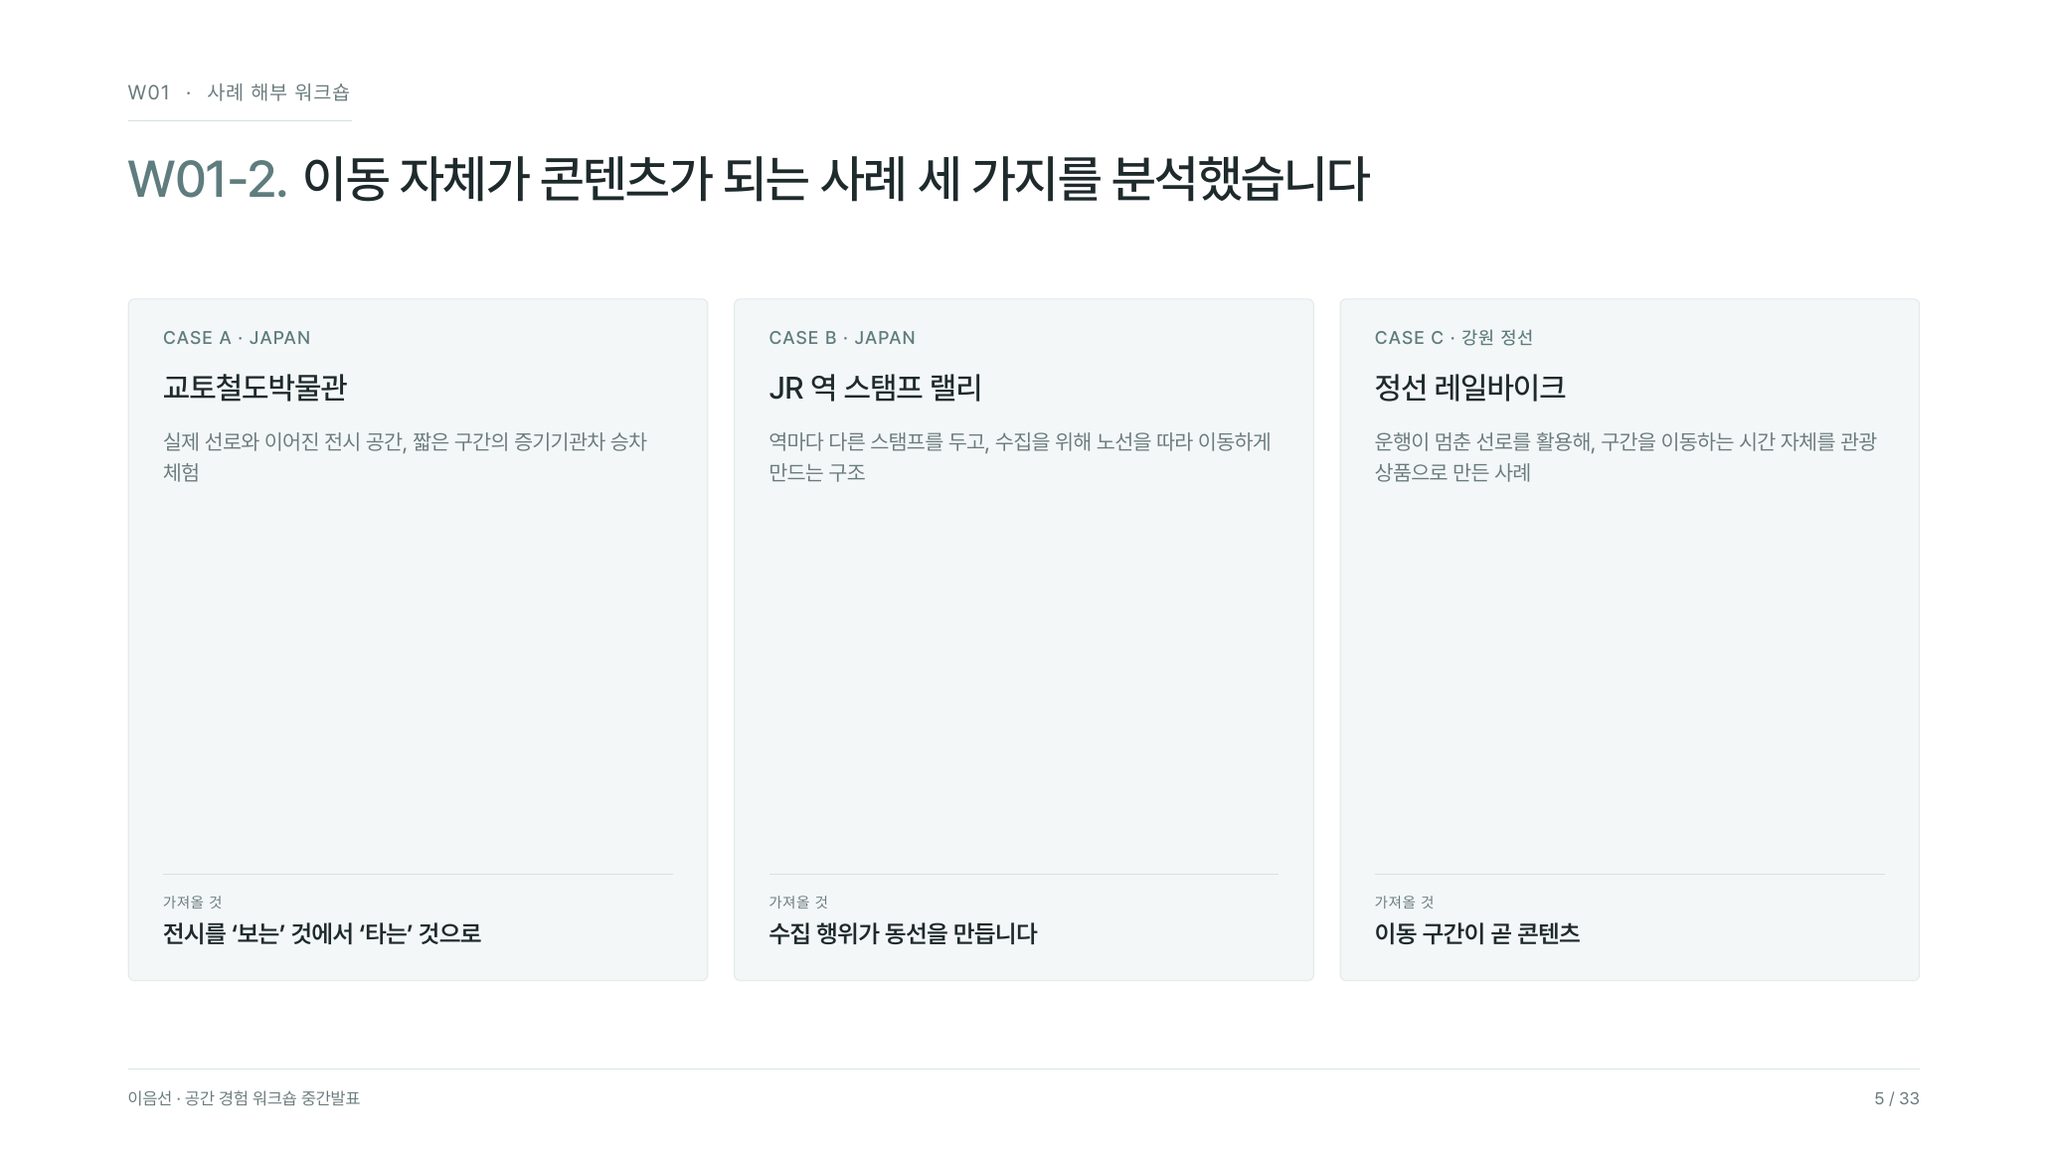 W01 · 사례 해부 워크숍
W01-2. 이동 자체가 콘텐츠가 되는 사례 세 가지를 분석했습니다
CASE A · JAPAN
교토철도박물관
실제 선로와 이어진 전시 공간, 짧은 구간의 증기기관차 승차
체험
가져올 것
전시를 ‘보는’ 것에서 ‘타는’ 것으로
CASE B · JAPAN
JR 역 스탬프 랠리
역마다 다른 스탬프를 두고, 수집을 위해 노선을 따라 이동하게
만드는 구조
가져올 것
수집 행위가 동선을 만듭니다
CASE C · 강원 정선
정선 레일바이크
운행이 멈춘 선로를 활용해, 구간을 이동하는 시간 자체를 관광
상품으로 만든 사례
가져올 것
이동 구간이 곧 콘텐츠
이음선 · 공간 경험 워크숍 중간발표
5 / 33